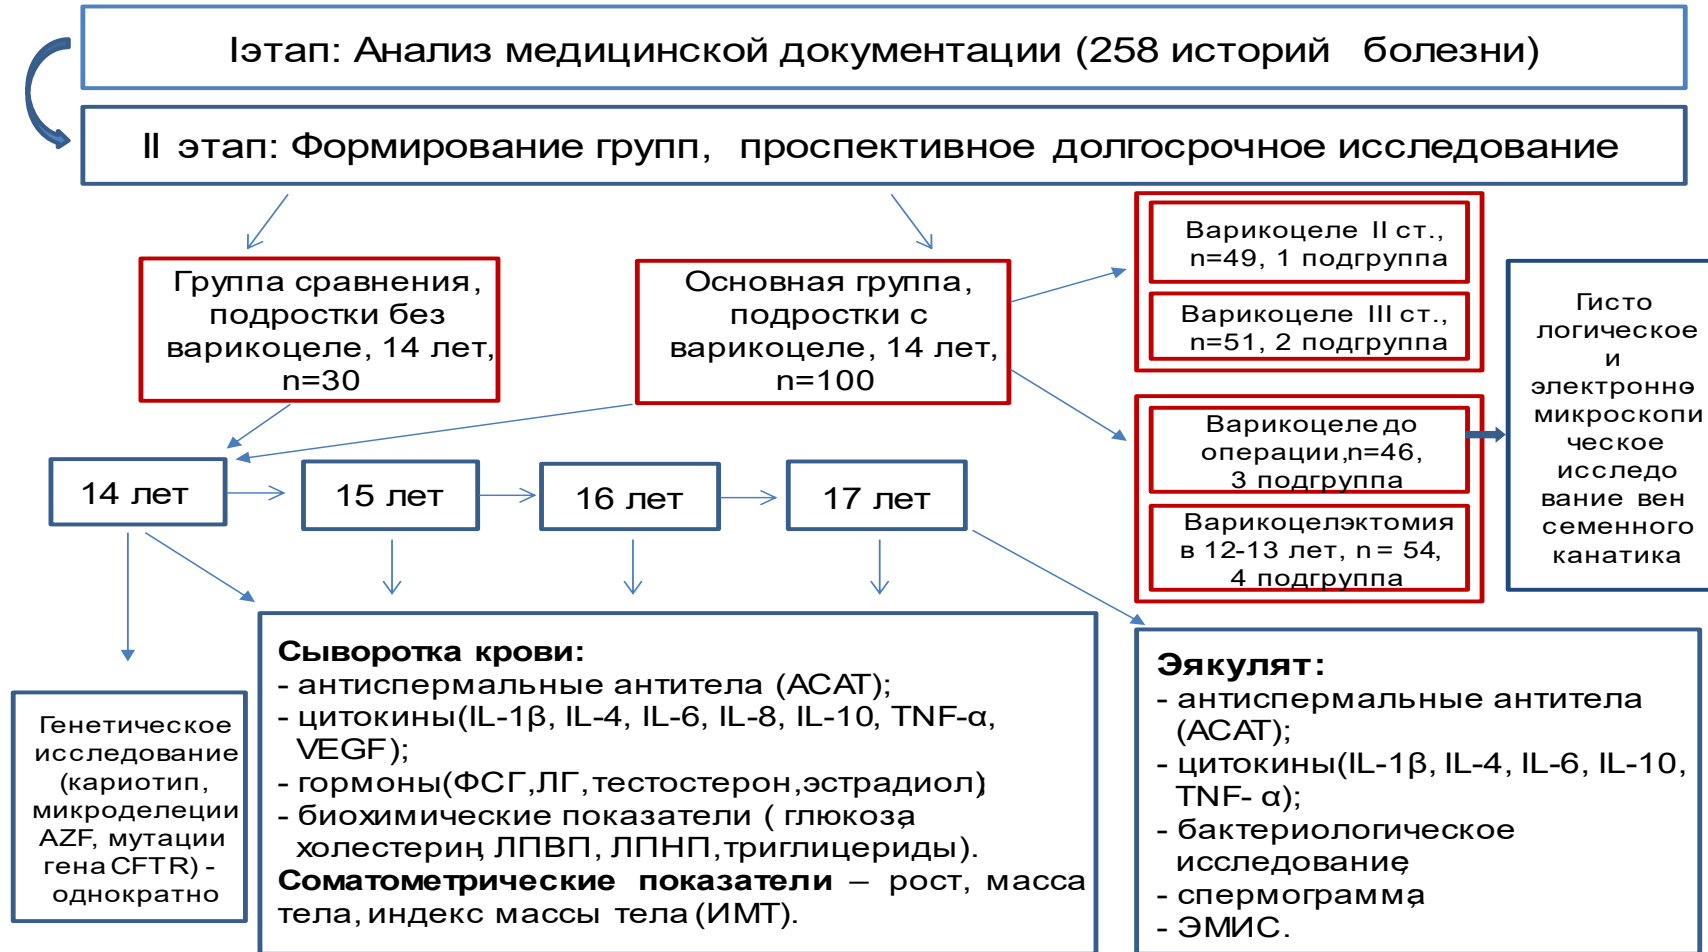 Iэтап: Анализ медицинской документации (258 историй болезни)
II этап: Формирование групп, проспективное долгосрочное исследование
Группа сравнения,
подростки без
варикоцеле, 14 лет,
n=30
Основная группа,
подростки с
варикоцеле, 14 лет,
n=100
Варикоцеле II ст.,
n=49, 1 подгруппа
Варикоцеле III ст.,
n=51, 2 подгруппа
Варикоцеле до
операции,n=46,
3 подгруппа
Варикоцелэктомия
в 12-13 лет, n = 54,
4 подгруппа
Гисто
логическое
и
электронно
микроскопи
ческое
исследо
вание вен
семенного
канатика
14 лет
15 лет
16 лет
17 лет
Генетическое
исследование
(кариотип,
микроделеции
AZF, мутации
гена CFTR) -
однократно
Сыворотка крови:
- антиспермальные антитела (АСАТ);
- цитокины(IL-1β, IL-4, IL-6, IL-8, IL-10, TNF-α,
VEGF);
- гормоны(ФСГ,ЛГ,тестостерон,эстрадиол);
- биохимические показатели ( глюкоза,
холестерин, ЛПВП, ЛПНП,триглицериды).
Соматометрические показатели – рост, масса
тела, индекс массы тела (ИМТ).
Эякулят:
- антиспермальные антитела
(АСАТ);
- цитокины(IL-1β, IL-4, IL-6, IL-10,
TNF- α);
- бактериологическое
исследование,
- спермограмма,
- ЭМИС.